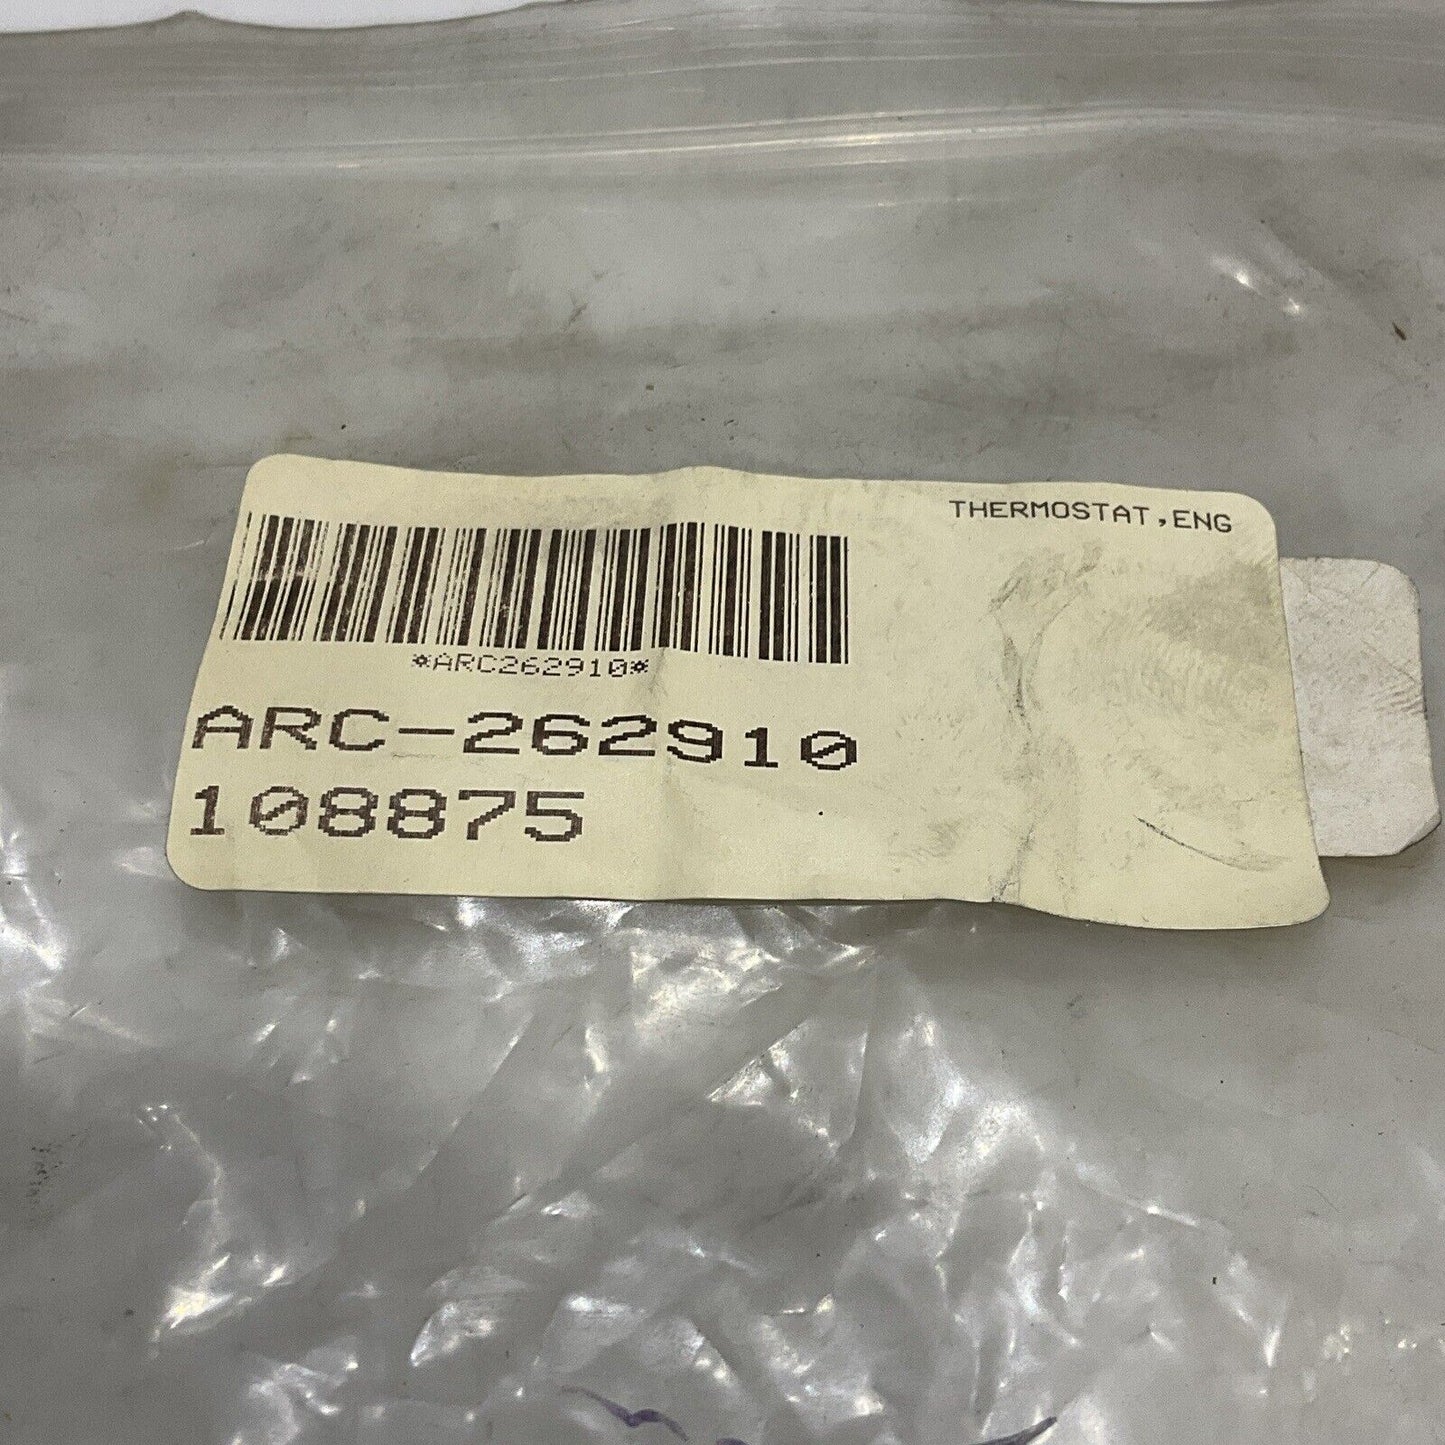 THERMOSTAT,ENG
*ARC262910*
ARC-262910
108875